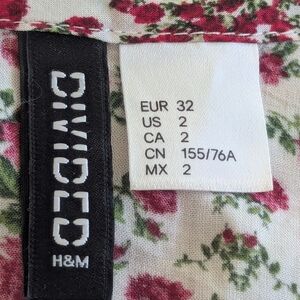 DIVIDED
H&M
EUR 32
US 2
CA 2
CN 155/76A
MX 2